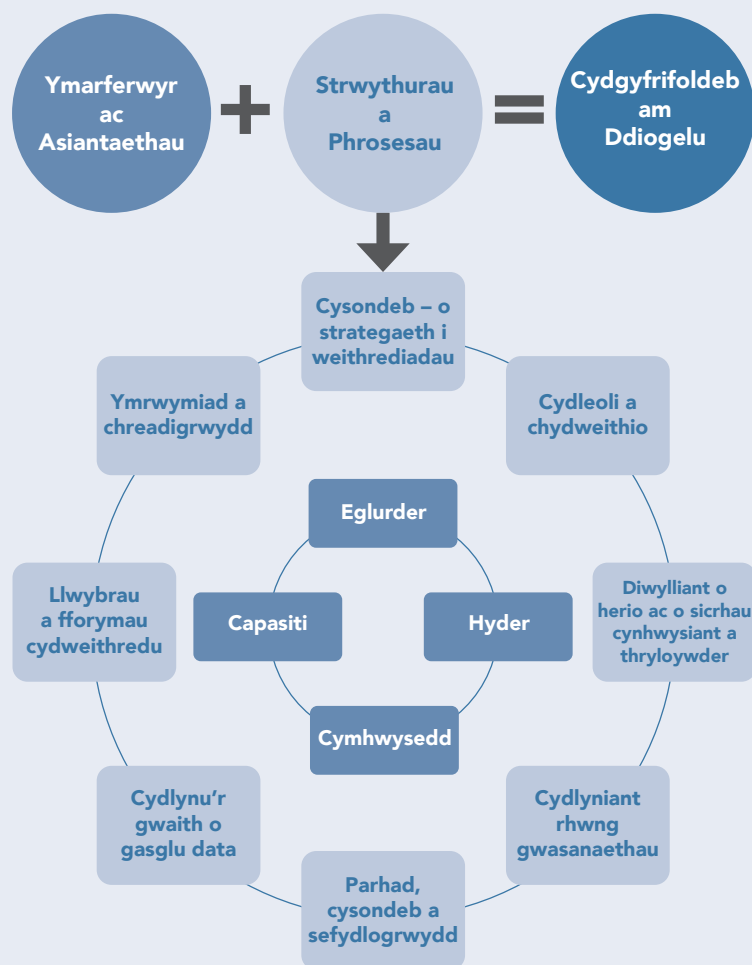 Ymarferwyr
ac
Asiantaethau
+
Strwythurau
a
Phrosesau
=
Cydgyfrifoldeb
am
Ddiogelu
Cysondeb – o
strategaeth i
weithrediadau
Ymrwymiad a
chreadigrwydd
Cydleoli a
chydweithio
Eglurder
Llwybrau
a fforymau
cydweithredu
Capasiti
Hyder
Diwylliant o
herio ac o sicrhau
cynhwysiant a
thryloywder
Cymhwysedd
Cydlynu’r
gwaith o
gasglu data
Cydlyniant
rhwng
gwasanaethau
Parhad,
cysondeb a
sefydlogrwydd